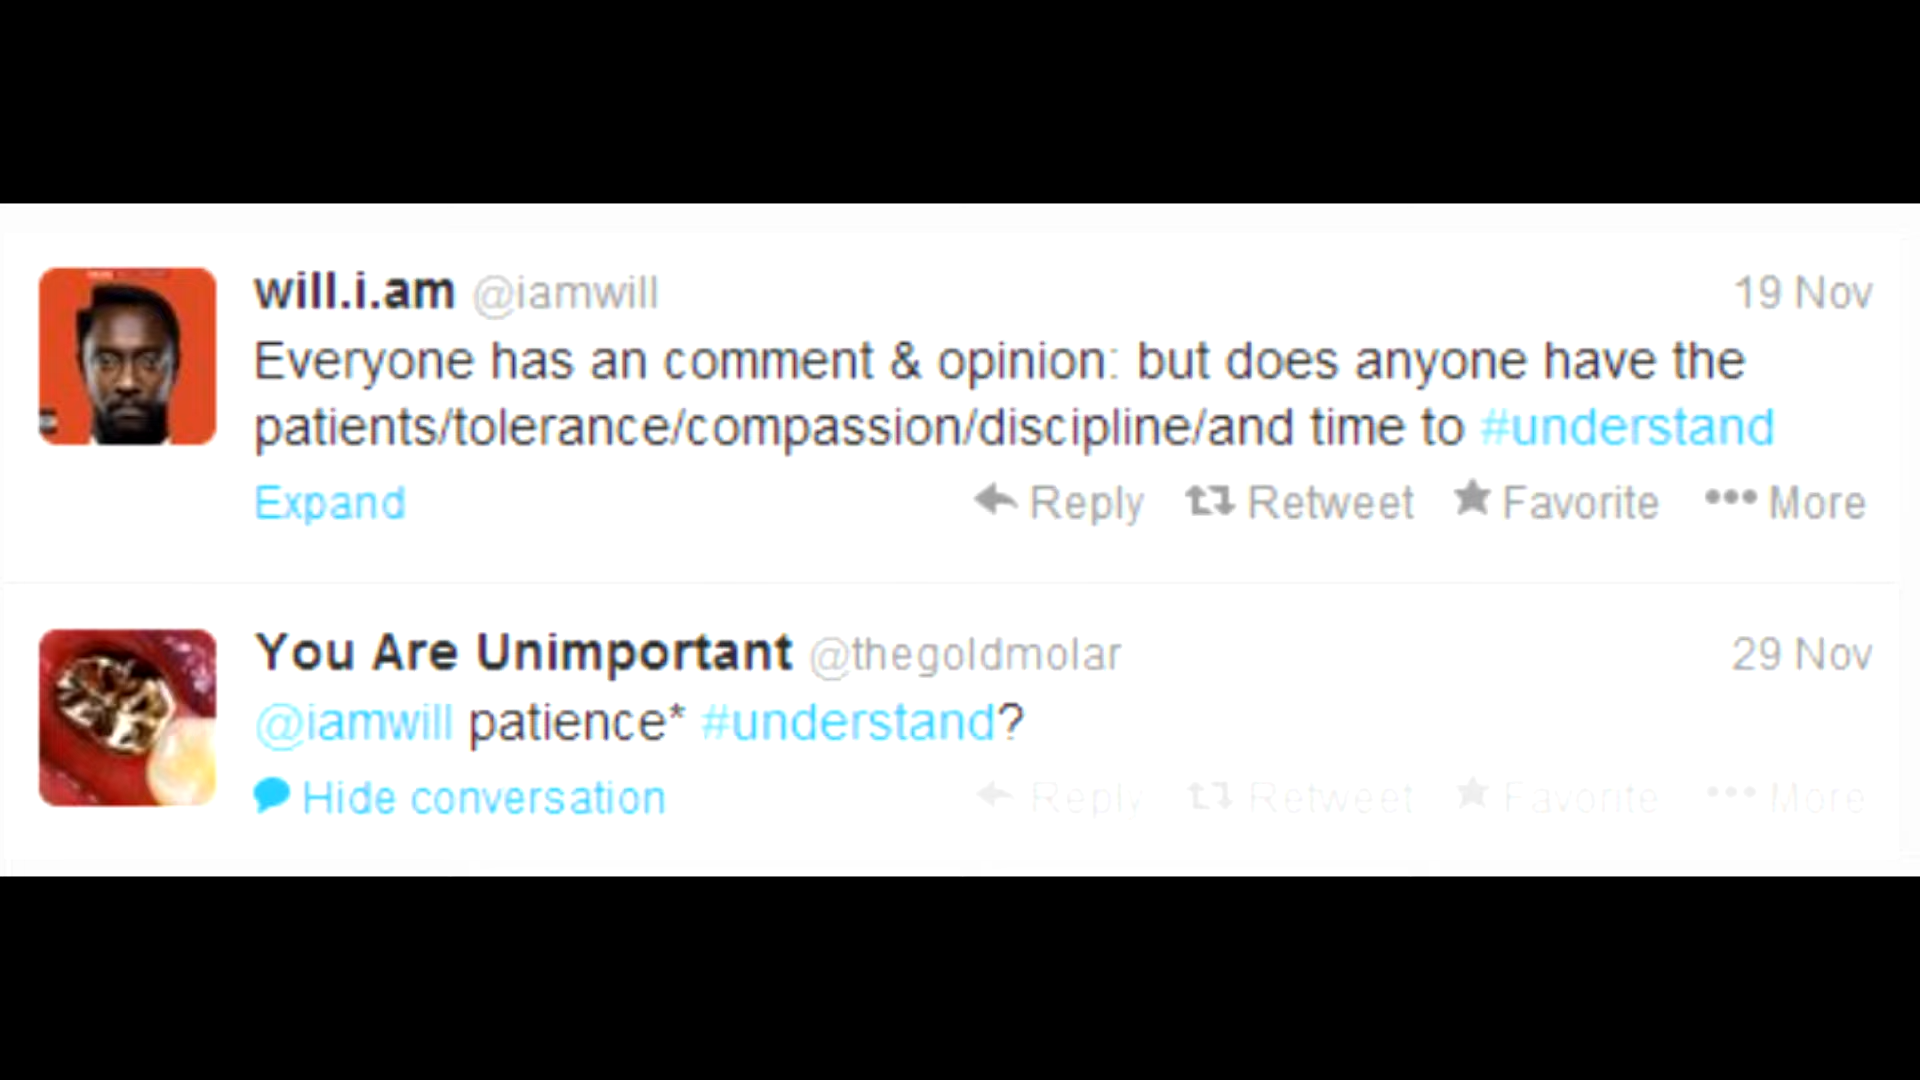 will.i.am @iamwill 19 Nov
Everyone has an comment & opinion: but does anyone have the
patients/tolerance/compassion/discipline/and time to #understand
Expand Reply Retweet Favorite More
You Are Unimportant @thegoldmolar 29 Nov
@iamwill patience* #understand?
Hide conversation Reply Retweet Favorite More